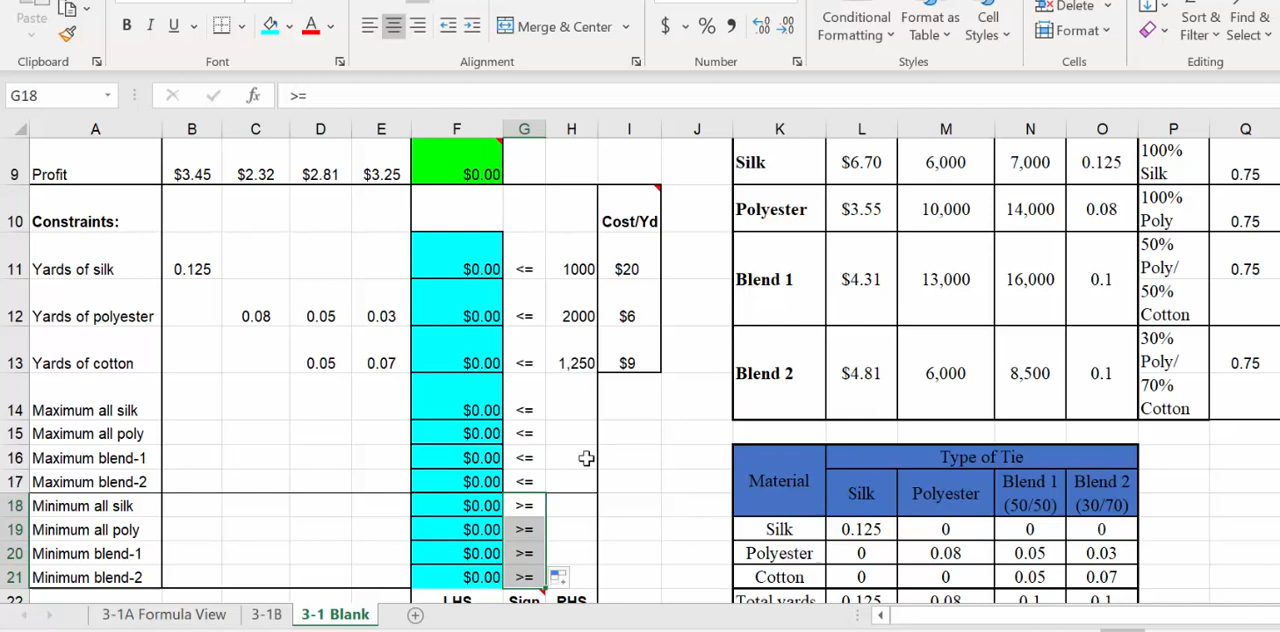 Paste
B I U A
Merge & Center
$ % 9 .00 .00
Conditional Formatting
Format as Table
Cell Styles
Delete
Format
Sort & Filter
Find & Select
Clipboard Font Alignment Number Styles Cells Editing
G18 fx >=
A B C D E F G H I J K L M N O P Q
9 Profit $3.45 $2.32 $2.81 $3.25 $0.00
10 Constraints: Cost/Yd
11 Yards of silk 0.125 $0.00 <= 1000 $20
12 Yards of polyester 0.08 0.05 0.03 $0.00 <= 2000 $6
13 Yards of cotton 0.05 0.07 $0.00 <= 1,250 $9
14 Maximum all silk $0.00 <=
15 Maximum all poly $0.00 <=
16 Maximum blend-1 $0.00 <=
17 Maximum blend-2 $0.00 <=
18 Minimum all silk $0.00 >=
19 Minimum all poly $0.00 >=
20 Minimum blend-1 $0.00 >=
21 Minimum blend-2 $0.00 >=
22 LHS Sign RHS
Silk $6.70 6,000 7,000 0.125 100% Silk 0.75
Polyester $3.55 10,000 14,000 0.08 100% Poly 0.75
Blend 1 $4.31 13,000 16,000 0.1 50% Poly/ 50% Cotton 0.75
Blend 2 $4.81 6,000 8,500 0.1 30% Poly/ 70% Cotton 0.75
Type of Tie
Material Silk Polyester Blend 1 (50/50) Blend 2 (30/70)
Silk 0.125 0 0 0
Polyester 0 0.08 0.05 0.03
Cotton 0 0 0.05 0.07
Total yards 0.125 0.08 0.1 0.1
3-1A Formula View 3-1B 3-1 Blank